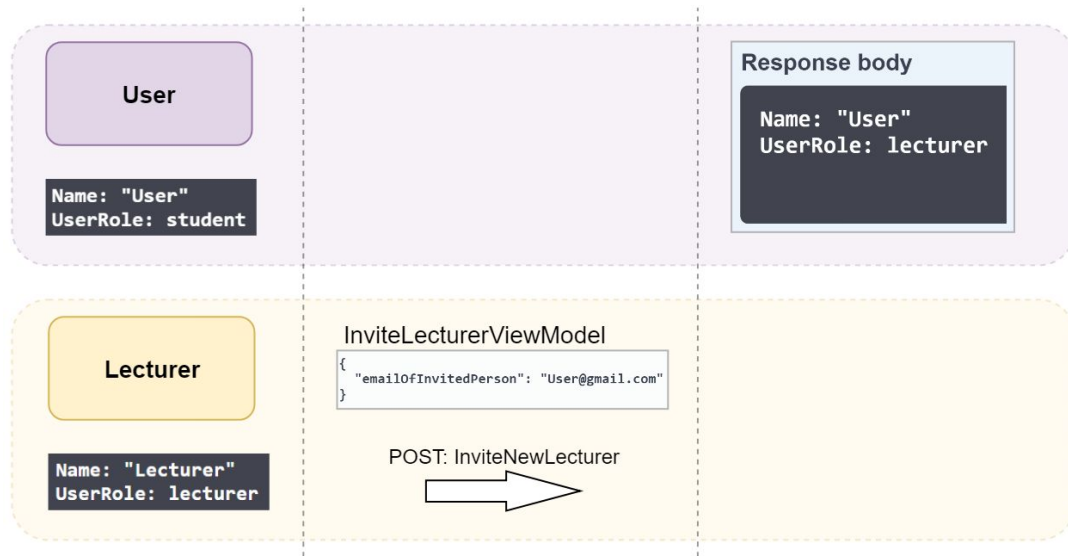 User
Name: "User"
UserRole: student
Response body
Name: "User"
UserRole: lecturer
Lecturer
Name: "Lecturer"
UserRole: lecturer
InviteLecturerViewModel
{
"emailOfInvitedPerson": "User@gmail.com"
}
POST: InviteNewLecturer